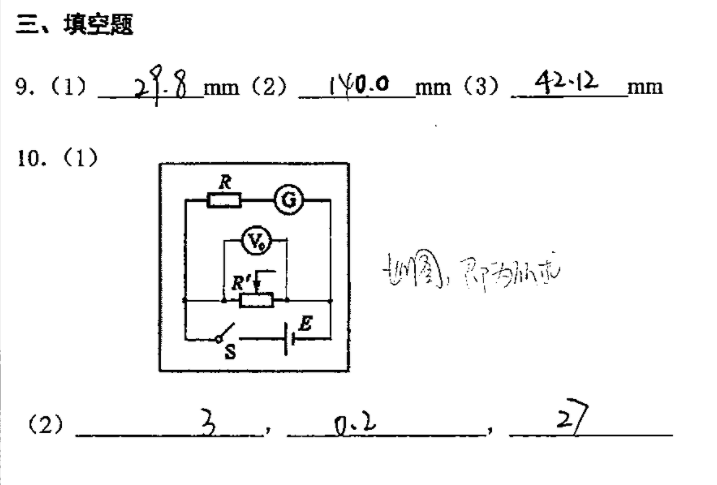 三、填空题
9.（1） 29.8 mm（2） 140.0 mm（3） 42.12 mm
10.（1）
R
G
V₀
R'
E
S
如图，即为所求
（2） 3 ， 0.2 ， 27